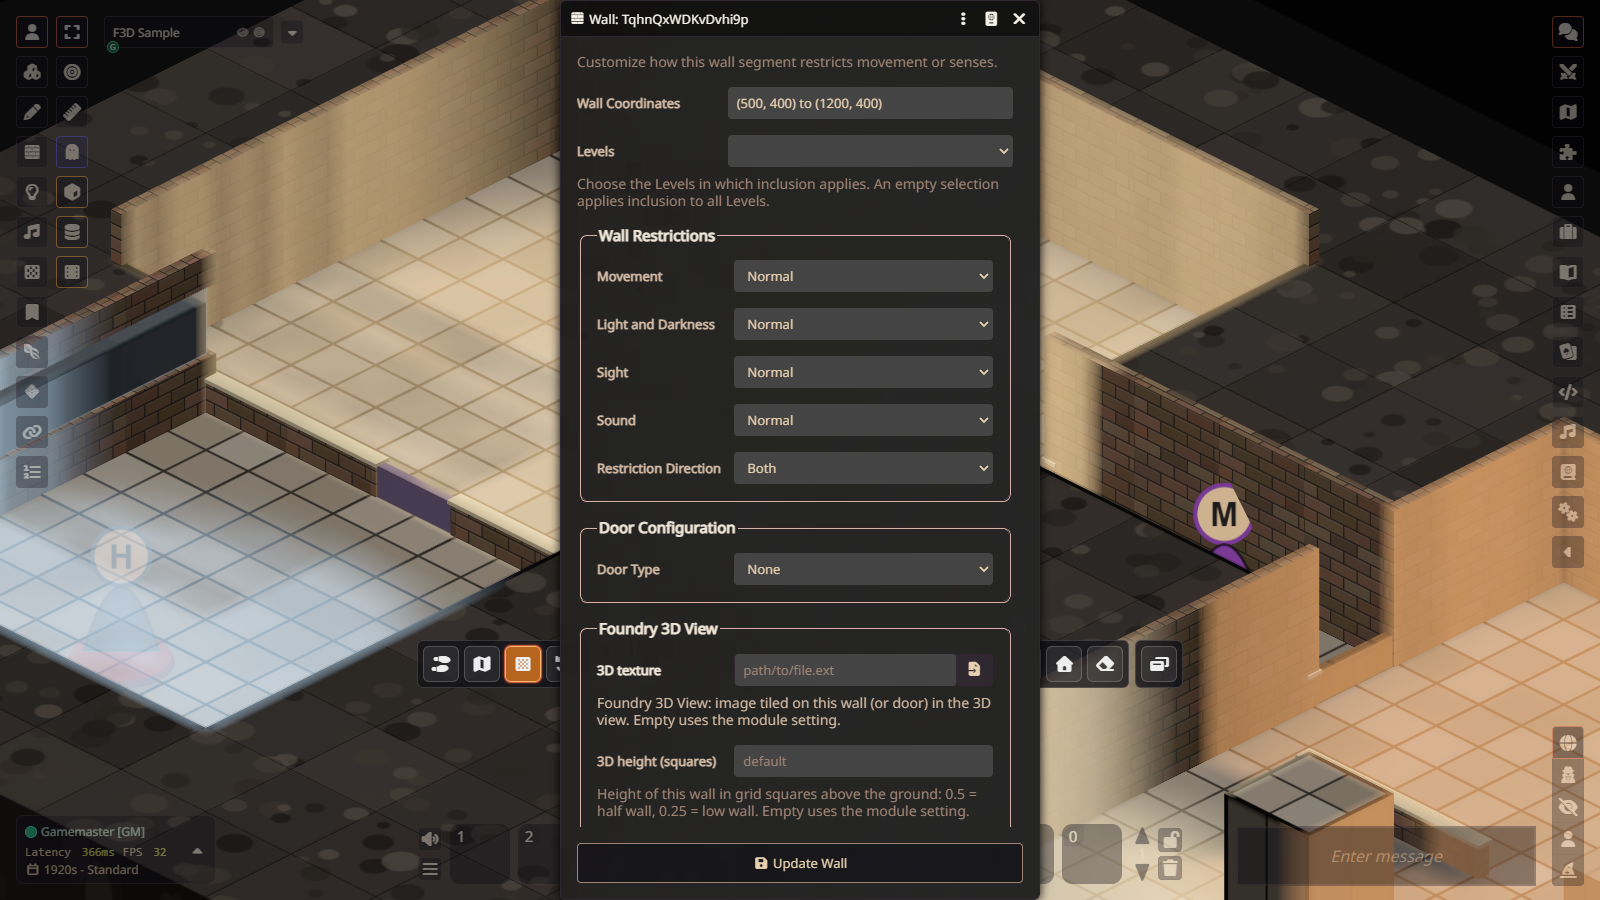 F3D Sample
G
Wall: TqhnQxWDKvDvhi9p
Customize how this wall segment restricts movement or senses.
Wall Coordinates
(500, 400) to (1200, 400)
Levels
Choose the Levels in which inclusion applies. An empty selection
applies inclusion to all Levels.
Wall Restrictions
Movement
Normal
Light and Darkness
Normal
Sight
Normal
Sound
Normal
Restriction Direction
Both
Door Configuration
Door Type
None
Foundry 3D View
3D texture
path/to/file.ext
Foundry 3D View: image tiled on this wall (or door) in the 3D
view. Empty uses the module setting.
3D height (squares)
default
Height of this wall in grid squares above the ground: 0.5 =
half wall, 0.25 = low wall. Empty uses the module setting.
Update Wall
H
M
Gamemaster [GM]
Latency 366ms FPS 32
1920s - Standard
1
2
0
Enter message